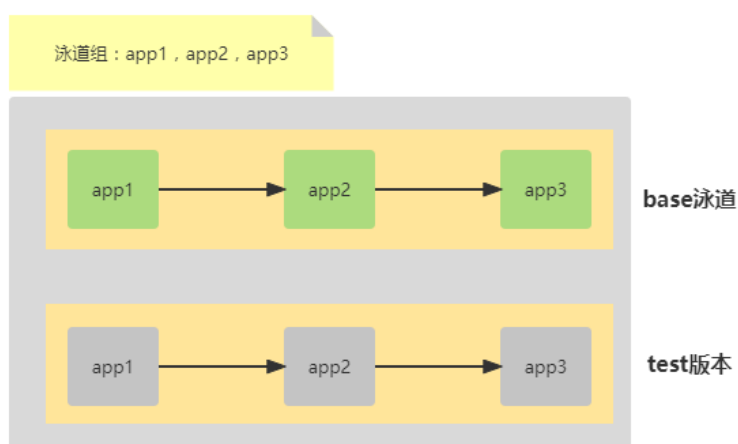 泳道组：app1，app2，app3
app1
app2
app3
base泳道
app1
app2
app3
test版本